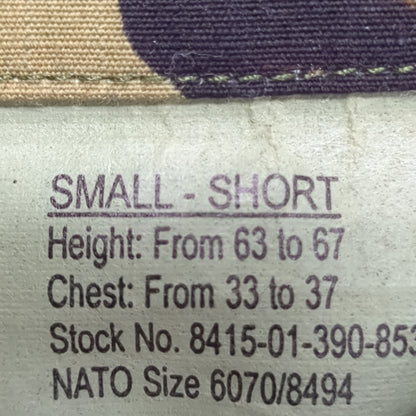 SMALL - SHORT
Height: From 63 to 67
Chest: From 33 to 37
Stock No. 8415-01-390-853
NATO Size 6070/8494